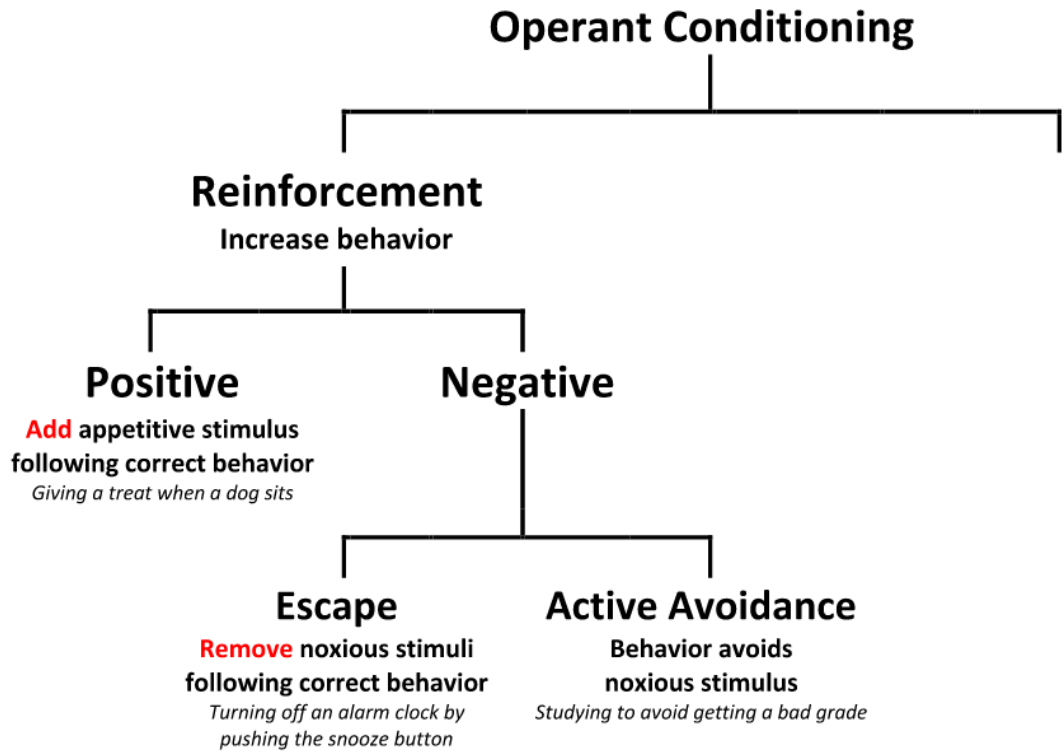 Operant Conditioning
Reinforcement
Increase behavior
Positive
Add appetitive stimulus
following correct behavior
Giving a treat when a dog sits
Negative
Escape
Remove noxious stimuli
following correct behavior
Turning off an alarm clock by
pushing the snooze button
Active Avoidance
Behavior avoids
noxious stimulus
Studying to avoid getting a bad grade